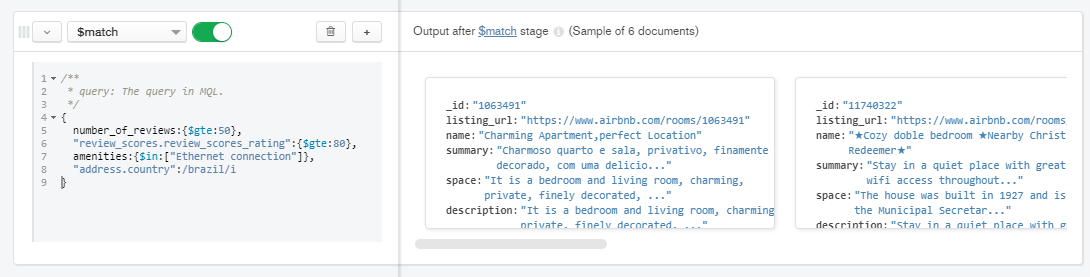 $match
+
Output after $match stage (Sample of 6 documents)
1 /**
2 * query: The query in MQL.
3 */
4 {
5 number_of_reviews:{$gte:50},
6 "review_scores.review_scores_rating":{$gte:80},
7 amenities:{$in:["Ethernet connection"]},
8 "address.country":/brazil/i
9 }
_id:"1063491"
listing_url:"https://www.airbnb.com/rooms/1063491"
name:"Charming Apartment,perfect Location"
summary:"Charmoso quarto e sala, privativo, finamente
decorado, com uma delicio..."
space:"It is a bedroom and living room, charming,
private, finely decorated, ..."
description:"It is a bedroom and living room, charming
private, finely decorated, ..."
_id:"11740322"
listing_url:"https://www.airbnb.com/rooms
name:"★Cozy doble bedroom ★Nearby Christ
Redeemer★"
summary:"Stay in a quiet place with great
wifi access throughout..."
space:"The house was built in 1927 and is
the Municipal Secretar..."
description:"Stay in a quiet place with g